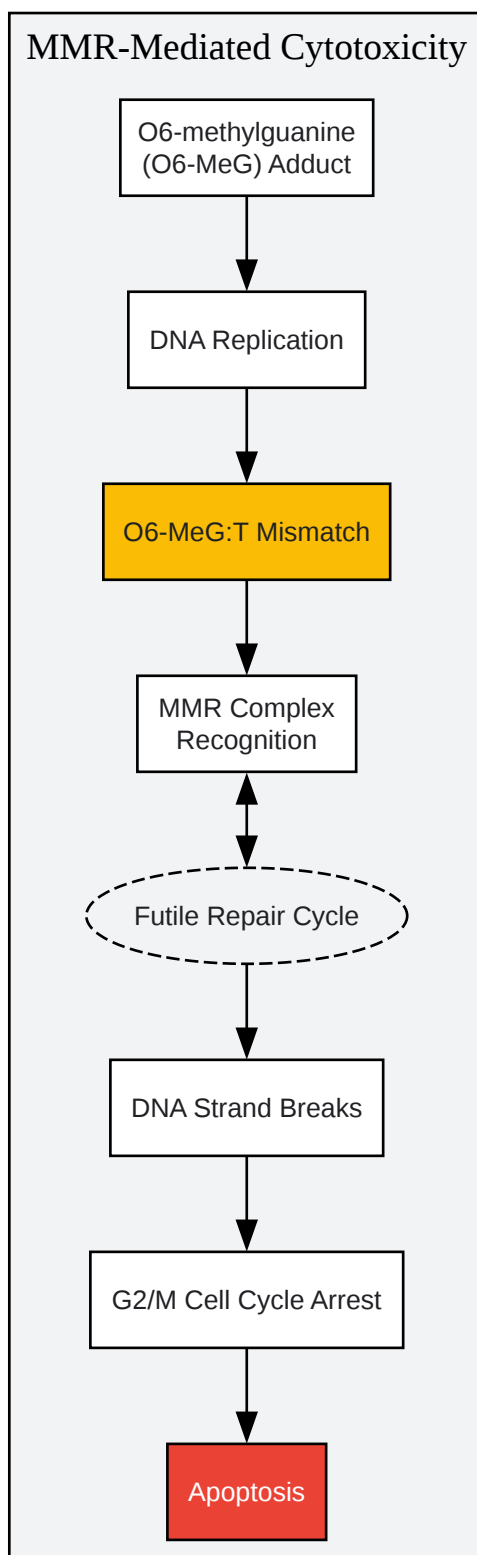 MMR-Mediated Cytotoxicity
O6-methylguanine
(O6-MeG) Adduct
DNA Replication
O6-MeG:T Mismatch
MMR Complex
Recognition
Futile Repair Cycle
DNA Strand Breaks
G2/M Cell Cycle Arrest
Apoptosis